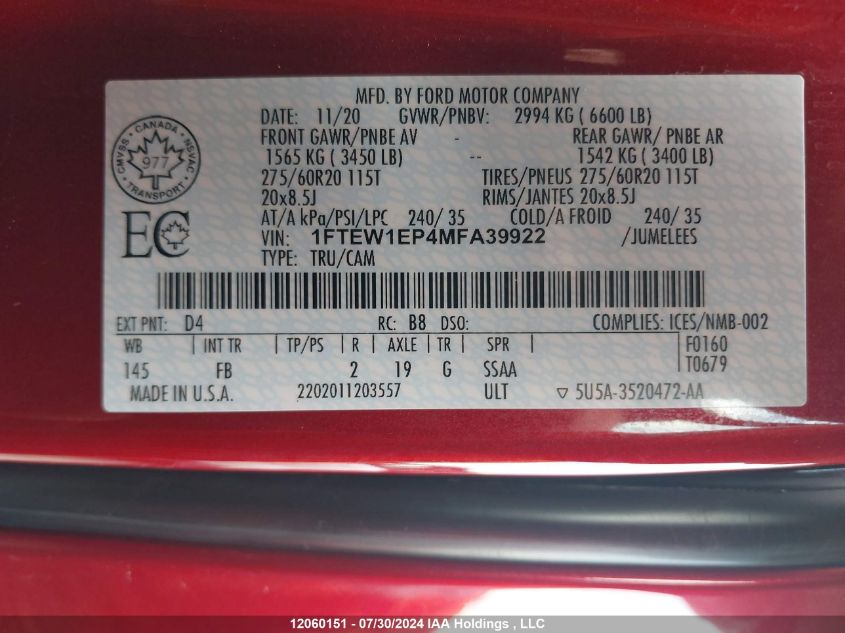 MFD. BY FORD MOTOR COMPANY
DATE: 11/20 GVWR/PNBV: 2994 KG ( 6600 LB)
FRONT GAWR/PNBE AV - REAR GAWR/ PNBE AR
1565 KG ( 3450 LB) -- 1542 KG ( 3400 LB)
275/60R20 115T TIRES/PNEUS 275/60R20 115T
20x8.5J RIMS/JANTES 20x8.5J
AT/A kPa/PSI/LPC 240/ 35 COLD/A FROID 240/ 35
VIN: 1FTEW1EP4MFA39922 /JUMELEES
TYPE: TRU/CAM
CANADA
CMVSS NSVAC
977
TRANSPORT
EC
EXT PNT: D4 RC: B8 DSO: COMPLIES: ICES/NMB-002
WB INT TR TP/PS R AXLE TR SPR F0160
145 FB 2 19 G SSAA T0679
MADE IN U.S.A. 2202011203557 ULT ▽ 5U5A-3520472-AA
12060151 - 07/30/2024 IAA Holdings , LLC